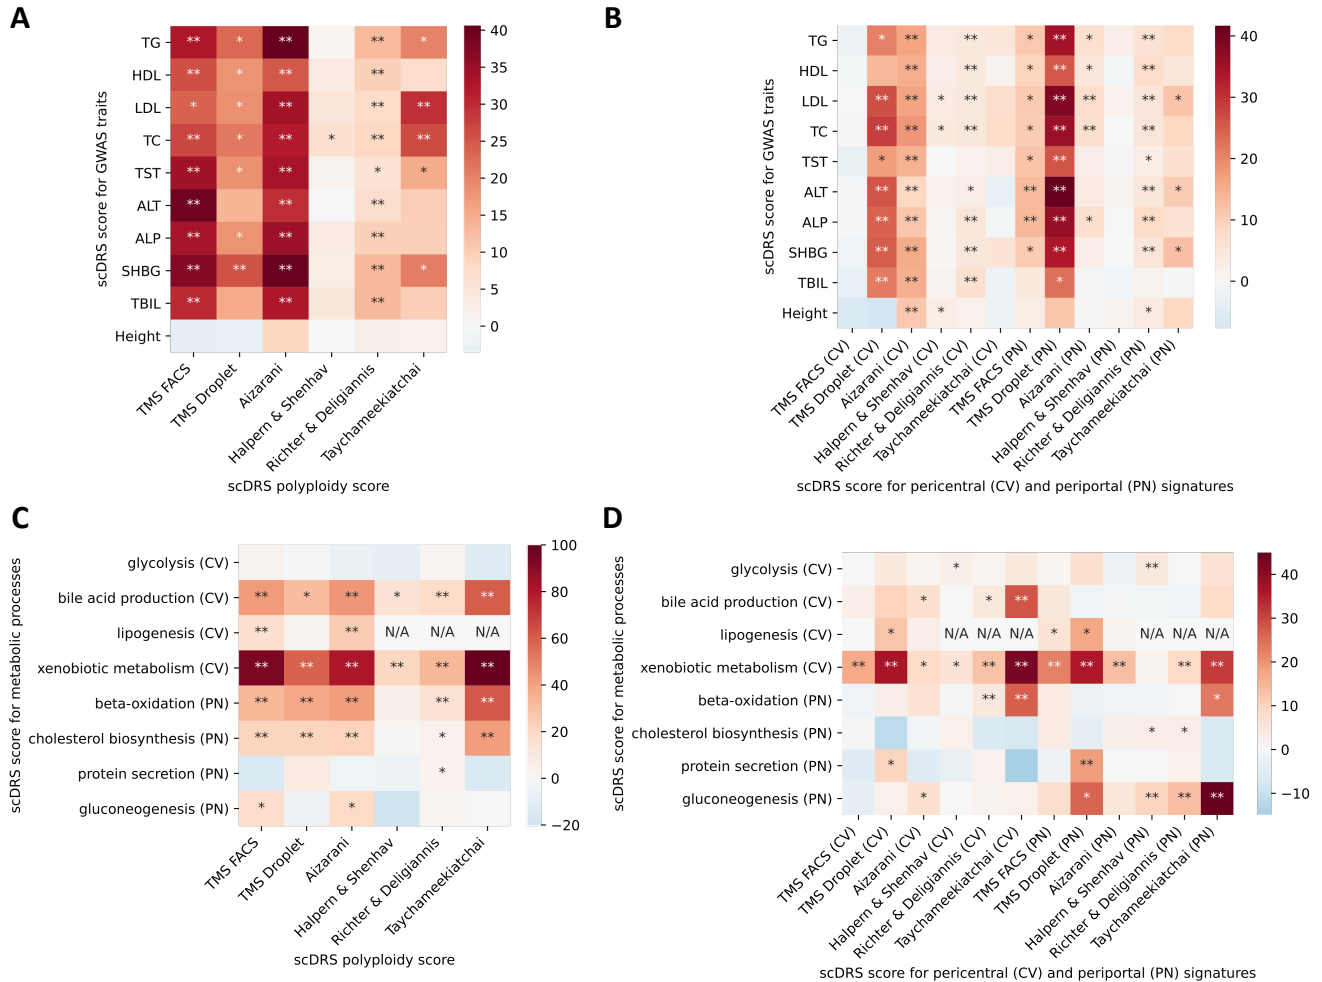 A
scDRS score for GWAS traits
TG ** * ** ** *
HDL ** * ** **
LDL * * ** ** **
TC ** * ** * ** **
TST ** * ** * *
ALT ** ** **
ALP ** * ** **
SHBG ** ** ** ** *
TBIL ** ** **
Height
TMS FACS
TMS Droplet
Aizarani
Halpern & Shenhav
Richter & Deligiannis
Taychameekiatchai
scDRS polyploidy score
40
35
30
25
20
15
10
5
0
B
scDRS score for GWAS traits
TG * ** ** * ** * **
HDL ** ** * ** * **
LDL ** ** * ** * ** ** ** *
TC ** ** * ** * ** ** **
TST * ** * ** *
ALT ** ** * ** ** ** *
ALP ** ** ** ** ** * **
SHBG ** ** ** * ** ** *
TBIL ** ** ** *
Height ** * *
TMS FACS (CV)
TMS Droplet (CV)
Aizarani (CV)
Halpern & Shenhav (CV)
Richter & Deligiannis (CV)
Taychameekiatchai (CV)
TMS FACS (PN)
TMS Droplet (PN)
Aizarani (PN)
Halpern & Shenhav (PN)
Richter & Deligiannis (PN)
Taychameekiatchai (PN)
scDRS score for pericentral (CV) and periportal (PN) signatures
40
30
20
10
0
C
scDRS score for metabolic processes
glycolysis (CV)
bile acid production (CV) ** * ** * ** **
lipogenesis (CV) ** ** N/A N/A N/A
xenobiotic metabolism (CV) ** ** ** ** ** **
beta-oxidation (PN) ** ** ** ** **
cholesterol biosynthesis (PN) ** ** ** * **
protein secretion (PN) *
gluconeogenesis (PN) * *
TMS FACS
TMS Droplet
Aizarani
Halpern & Shenhav
Richter & Deligiannis
Taychameekiatchai
scDRS polyploidy score
100
80
60
40
20
0
−20
D
scDRS score for metabolic processes
glycolysis (CV) * **
bile acid production (CV) * * **
lipogenesis (CV) * N/A N/A N/A * * N/A N/A N/A
xenobiotic metabolism (CV) ** ** * * ** ** ** ** ** ** **
beta-oxidation (PN) ** ** *
cholesterol biosynthesis (PN) * *
protein secretion (PN) * **
gluconeogenesis (PN) * * ** ** **
TMS FACS (CV)
TMS Droplet (CV)
Aizarani (CV)
Halpern & Shenhav (CV)
Richter & Deligiannis (CV)
Taychameekiatchai (CV)
TMS FACS (PN)
TMS Droplet (PN)
Aizarani (PN)
Halpern & Shenhav (PN)
Richter & Deligiannis (PN)
Taychameekiatchai (PN)
scDRS score for pericentral (CV) and periportal (PN) signatures
40
30
20
10
0
−10